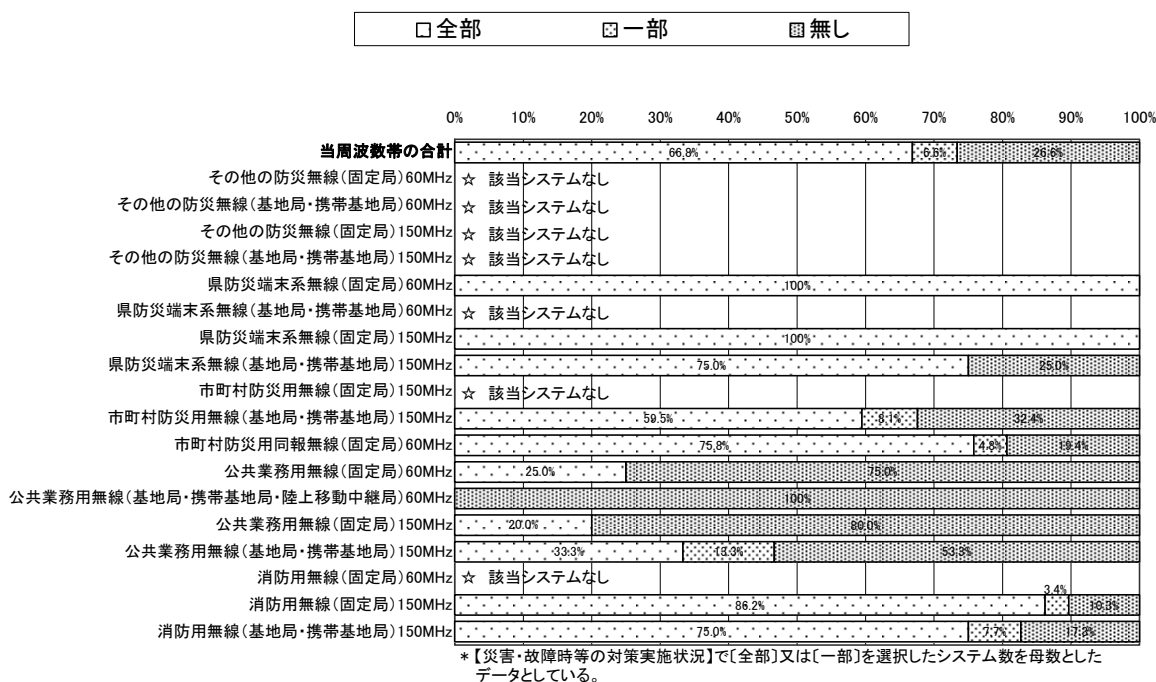 全部 一部 無し
0% 10% 20% 30% 40% 50% 60% 70% 80% 90% 100%
当周波数帯の合計 66.8% 6.6% 26.6%
その他の防災無線(固定局)60MHz ☆ 該当システムなし
その他の防災無線(基地局・携帯基地局)60MHz ☆ 該当システムなし
その他の防災無線(固定局)150MHz ☆ 該当システムなし
その他の防災無線(基地局・携帯基地局)150MHz ☆ 該当システムなし
県防災端末系無線(固定局)60MHz 100%
県防災端末系無線(基地局・携帯基地局)60MHz ☆ 該当システムなし
県防災端末系無線(固定局)150MHz 100%
県防災端末系無線(基地局・携帯基地局)150MHz 75.0% 25.0%
市町村防災用無線(固定局)150MHz ☆ 該当システムなし
市町村防災用無線(基地局・携帯基地局)150MHz 59.5% 8.1% 32.4%
市町村防災用同報無線(固定局)60MHz 75.8% 4.8% 19.4%
公共業務用無線(固定局)60MHz 25.0% 75.0%
公共業務用無線(基地局・携帯基地局・陸上移動中継局)60MHz 100%
公共業務用無線(固定局)150MHz 20.0% 80.0%
公共業務用無線(基地局・携帯基地局)150MHz 33.3% 13.3% 53.3%
消防用無線(固定局)60MHz ☆ 該当システムなし
消防用無線(固定局)150MHz 86.2% 3.4% 10.3%
消防用無線(基地局・携帯基地局)150MHz 75.0% 7.7% 17.3%
*【災害・故障時等の対策実施状況】で〔全部〕又は〔一部〕を選択したシステム数を母数とした
データとしている。